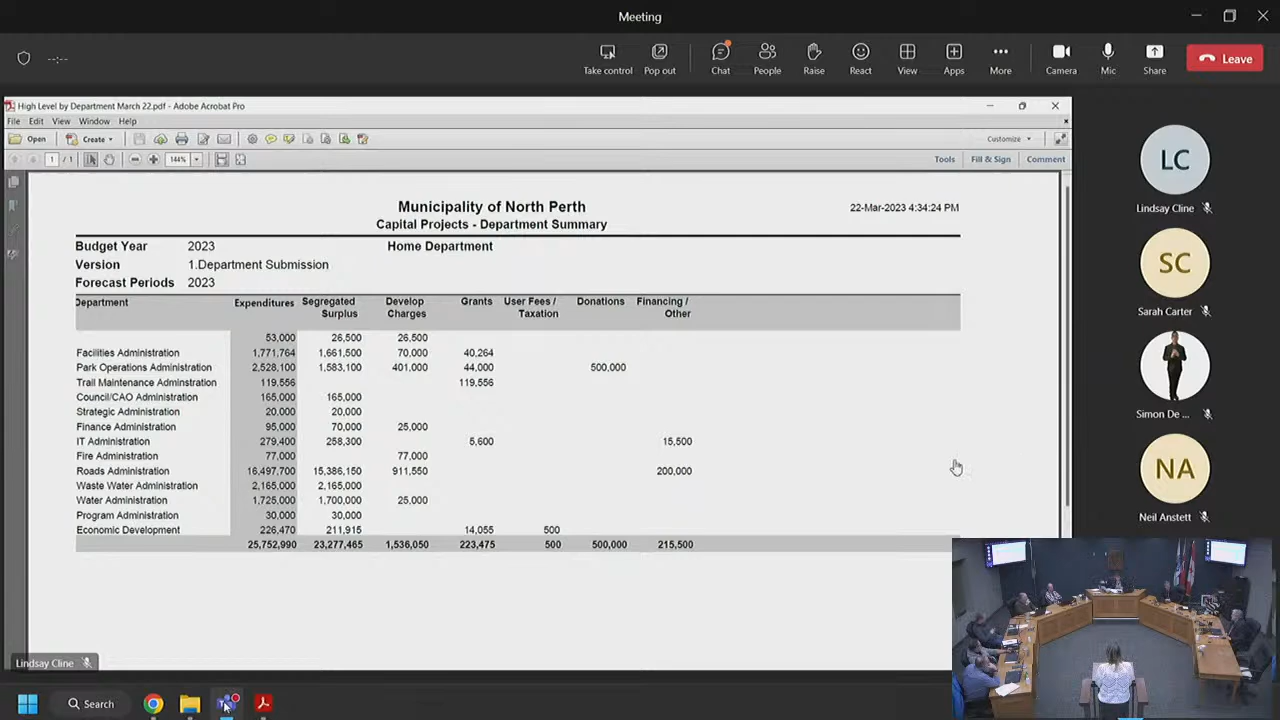 Meeting
--:--
Take control Pop out Chat People Raise React View Apps More Camera Mic Share Leave
High Level by Department March 22.pdf - Adobe Acrobat Pro
File Edit View Window Help
Open Create Customize
1 / 1 144% Tools Fill & Sign Comment
Municipality of North Perth 22-Mar-2023 4:34:24 PM
Capital Projects - Department Summary
Budget Year 2023 Home Department
Version 1.Department Submission
Forecast Periods 2023
Department Expenditures Segregated Develop Grants User Fees / Donations Financing /
Surplus Charges Taxation Other
53,000 26,500 26,500
Facilities Administration 1,771,764 1,661,500 70,000 40,264
Park Operations Administration 2,528,100 1,583,100 401,000 44,000 500,000
Trail Maintenance Adminstration 119,556 119,556
Council/CAO Administration 165,000 165,000
Strategic Administration 20,000 20,000
Finance Administration 95,000 70,000 25,000
IT Administration 279,400 258,300 5,600 15,500
Fire Administration 77,000 77,000
Roads Administration 16,497,700 15,386,150 911,550 200,000
Waste Water Administration 2,165,000 2,165,000
Water Administration 1,725,000 1,700,000 25,000
Program Administration 30,000 30,000
Economic Development 226,470 211,915 14,055 500
25,752,990 23,277,465 1,536,050 223,475 500 500,000 215,500
LC
Lindsay Cline
SC
Sarah Carter
Simon De ...
NA
Neil Anstett
Lindsay Cline
Search